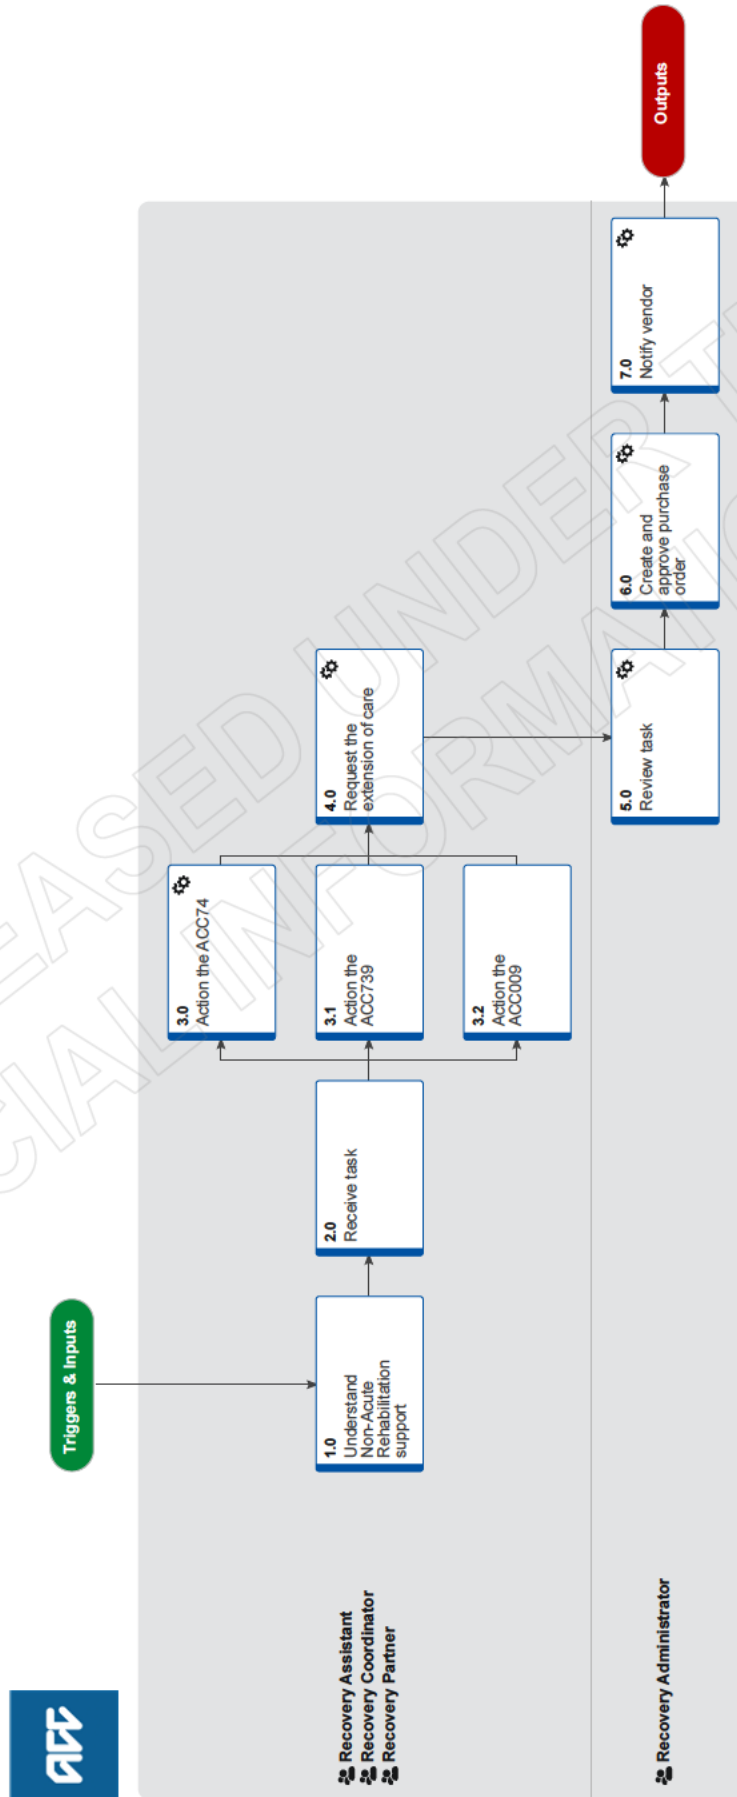 ACC
Triggers & Inputs
Outputs
Recovery Assistant
Recovery Coordinator
Recovery Partner
1.0
Understand
Non-Acute
Rehabilitation
support
2.0
Receive task
3.0
Action the ACC74
3.1
Action the
ACC739
3.2
Action the
ACC009
4.0
Request the
extension of care
Recovery Administrator
5.0
Review task
6.0
Create and
approve purchase
order
7.0
Notify vendor